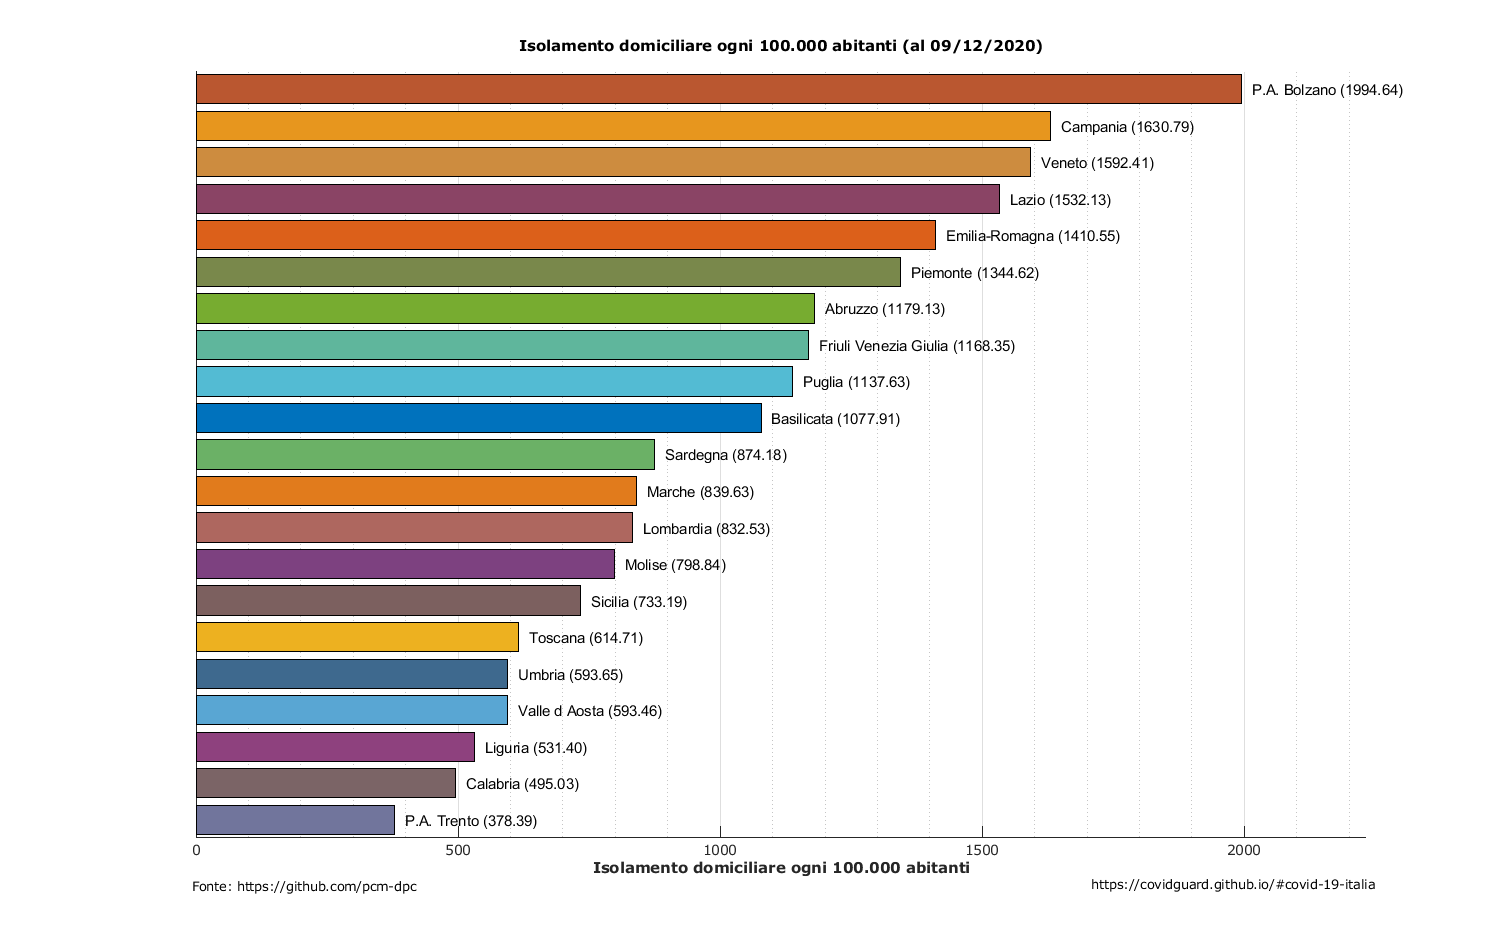 Isolamento domiciliare ogni 100.000 abitanti (al 09/12/2020)
P.A. Bolzano (1994.64)
Campania (1630.79)
Veneto (1592.41)
Lazio (1532.13)
Emilia-Romagna (1410.55)
Piemonte (1344.62)
Abruzzo (1179.13)
Friuli Venezia Giulia (1168.35)
Puglia (1137.63)
Basilicata (1077.91)
Sardegna (874.18)
Marche (839.63)
Lombardia (832.53)
Molise (798.84)
Sicilia (733.19)
Toscana (614.71)
Umbria (593.65)
Valle d Aosta (593.46)
Liguria (531.40)
Calabria (495.03)
P.A. Trento (378.39)
0 500 1000 1500 2000
Isolamento domiciliare ogni 100.000 abitanti
Fonte: https://github.com/pcm-dpc
https://covidguard.github.io/#covid-19-italia